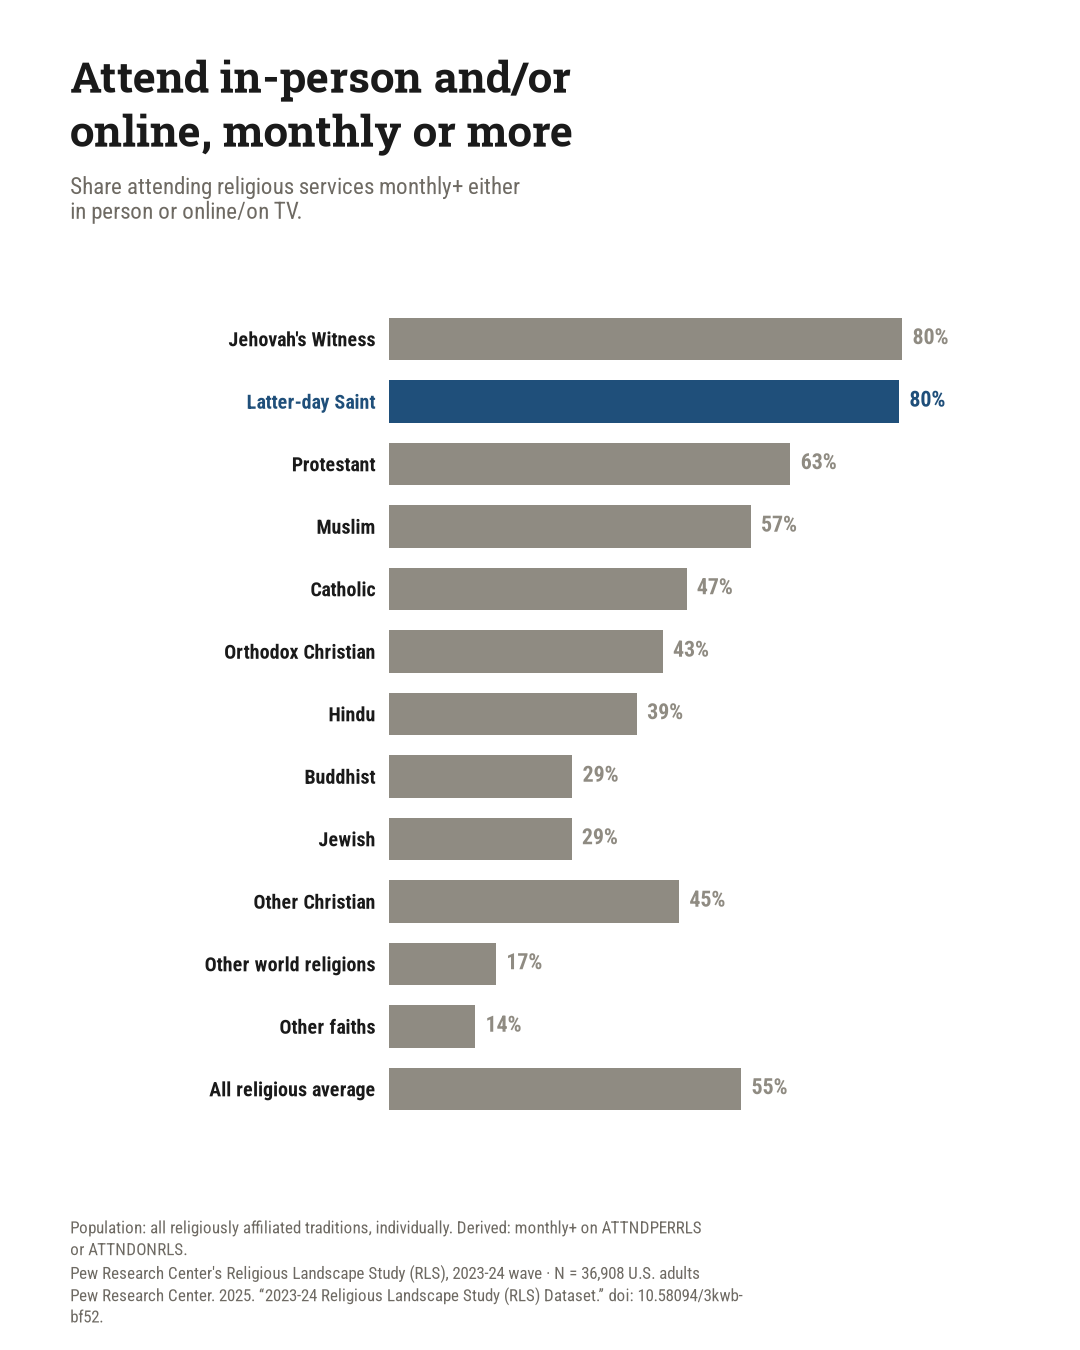 Attend in-person and/or
online, monthly or more
Share attending religious services monthly+ either
in person or online/on TV.
Jehovah's Witness 80%
Latter-day Saint 80%
Protestant 63%
Muslim 57%
Catholic 47%
Orthodox Christian 43%
Hindu 39%
Buddhist 29%
Jewish 29%
Other Christian 45%
Other world religions 17%
Other faiths 14%
All religious average 55%
Population: all religiously affiliated traditions, individually. Derived: monthly+ on ATTNDPERRLS
or ATTNDONRLS.
Pew Research Center's Religious Landscape Study (RLS), 2023-24 wave · N = 36,908 U.S. adults
Pew Research Center. 2025. “2023-24 Religious Landscape Study (RLS) Dataset.” doi: 10.58094/3kwb-
bf52.